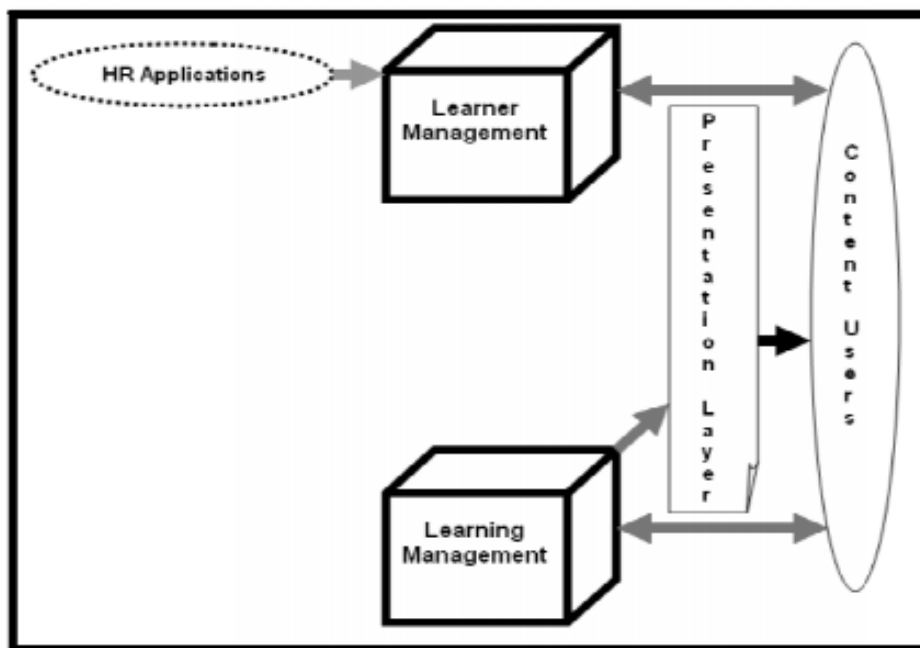 HR Applications
Learner
Management
Presentation Layer
Content Users
Learning
Management